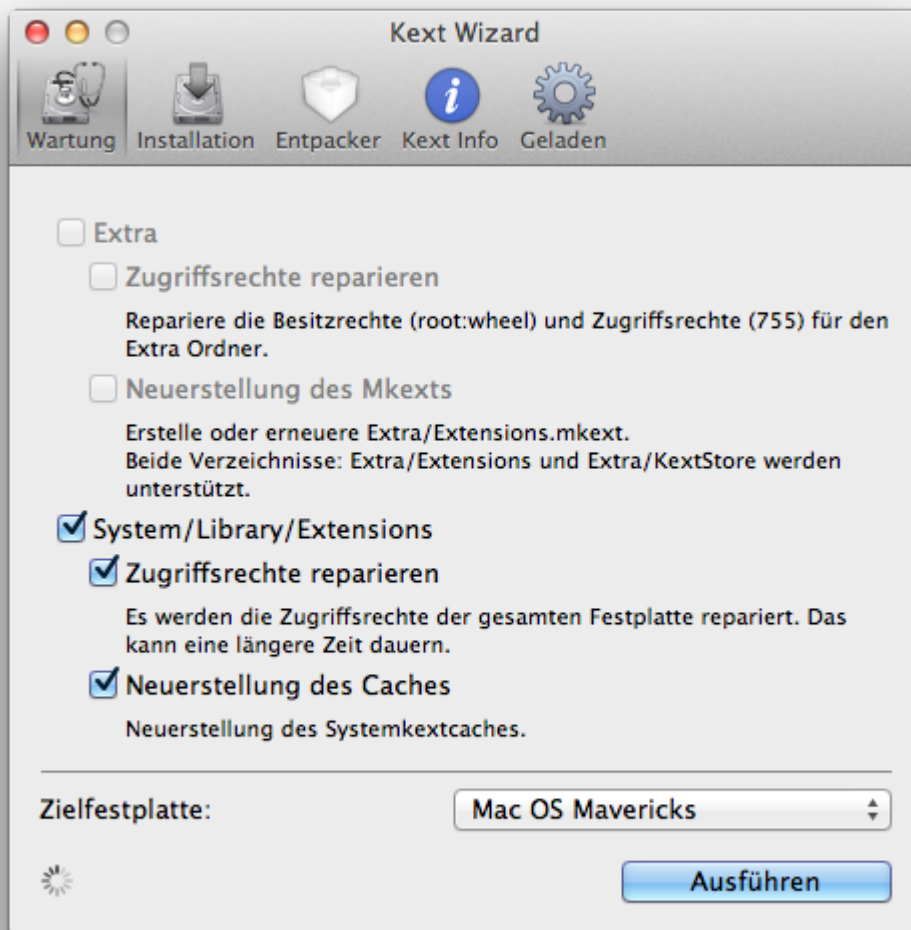 Kext Wizard
Wartung Installation Entpacker Kext Info Geladen
Extra
Zugriffsrechte reparieren
Repariere die Besitzrechte (root:wheel) und Zugriffsrechte (755) für den
Extra Ordner.
Neuerstellung des Mkexts
Erstelle oder erneuere Extra/Extensions.mkext.
Beide Verzeichnisse: Extra/Extensions und Extra/KextStore werden
unterstützt.
System/Library/Extensions
Zugriffsrechte reparieren
Es werden die Zugriffsrechte der gesamten Festplatte repariert. Das
kann eine längere Zeit dauern.
Neuerstellung des Caches
Neuerstellung des Systemkextcaches.
Zielfestplatte: Mac OS Mavericks
Ausführen